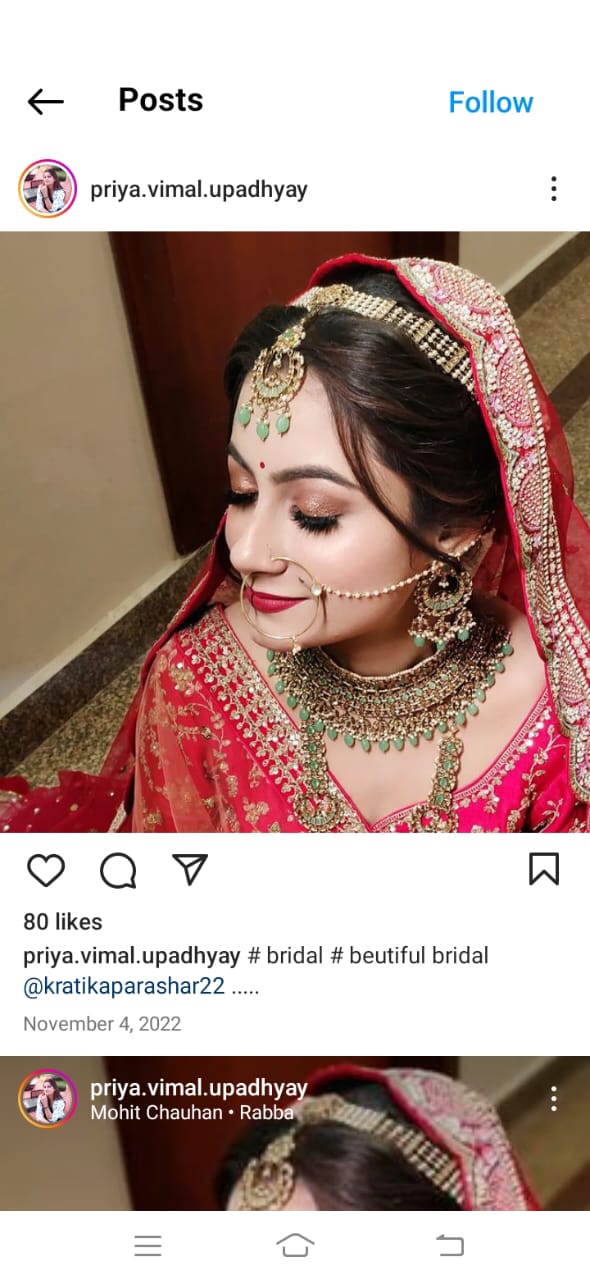 Posts
Follow
priya.vimal.upadhyay
80 likes
priya.vimal.upadhyay # bridal # beutiful bridal
@kratikaparashar22 .....
November 4, 2022
priya.vimal.upadhyay
Mohit Chauhan • Rabba